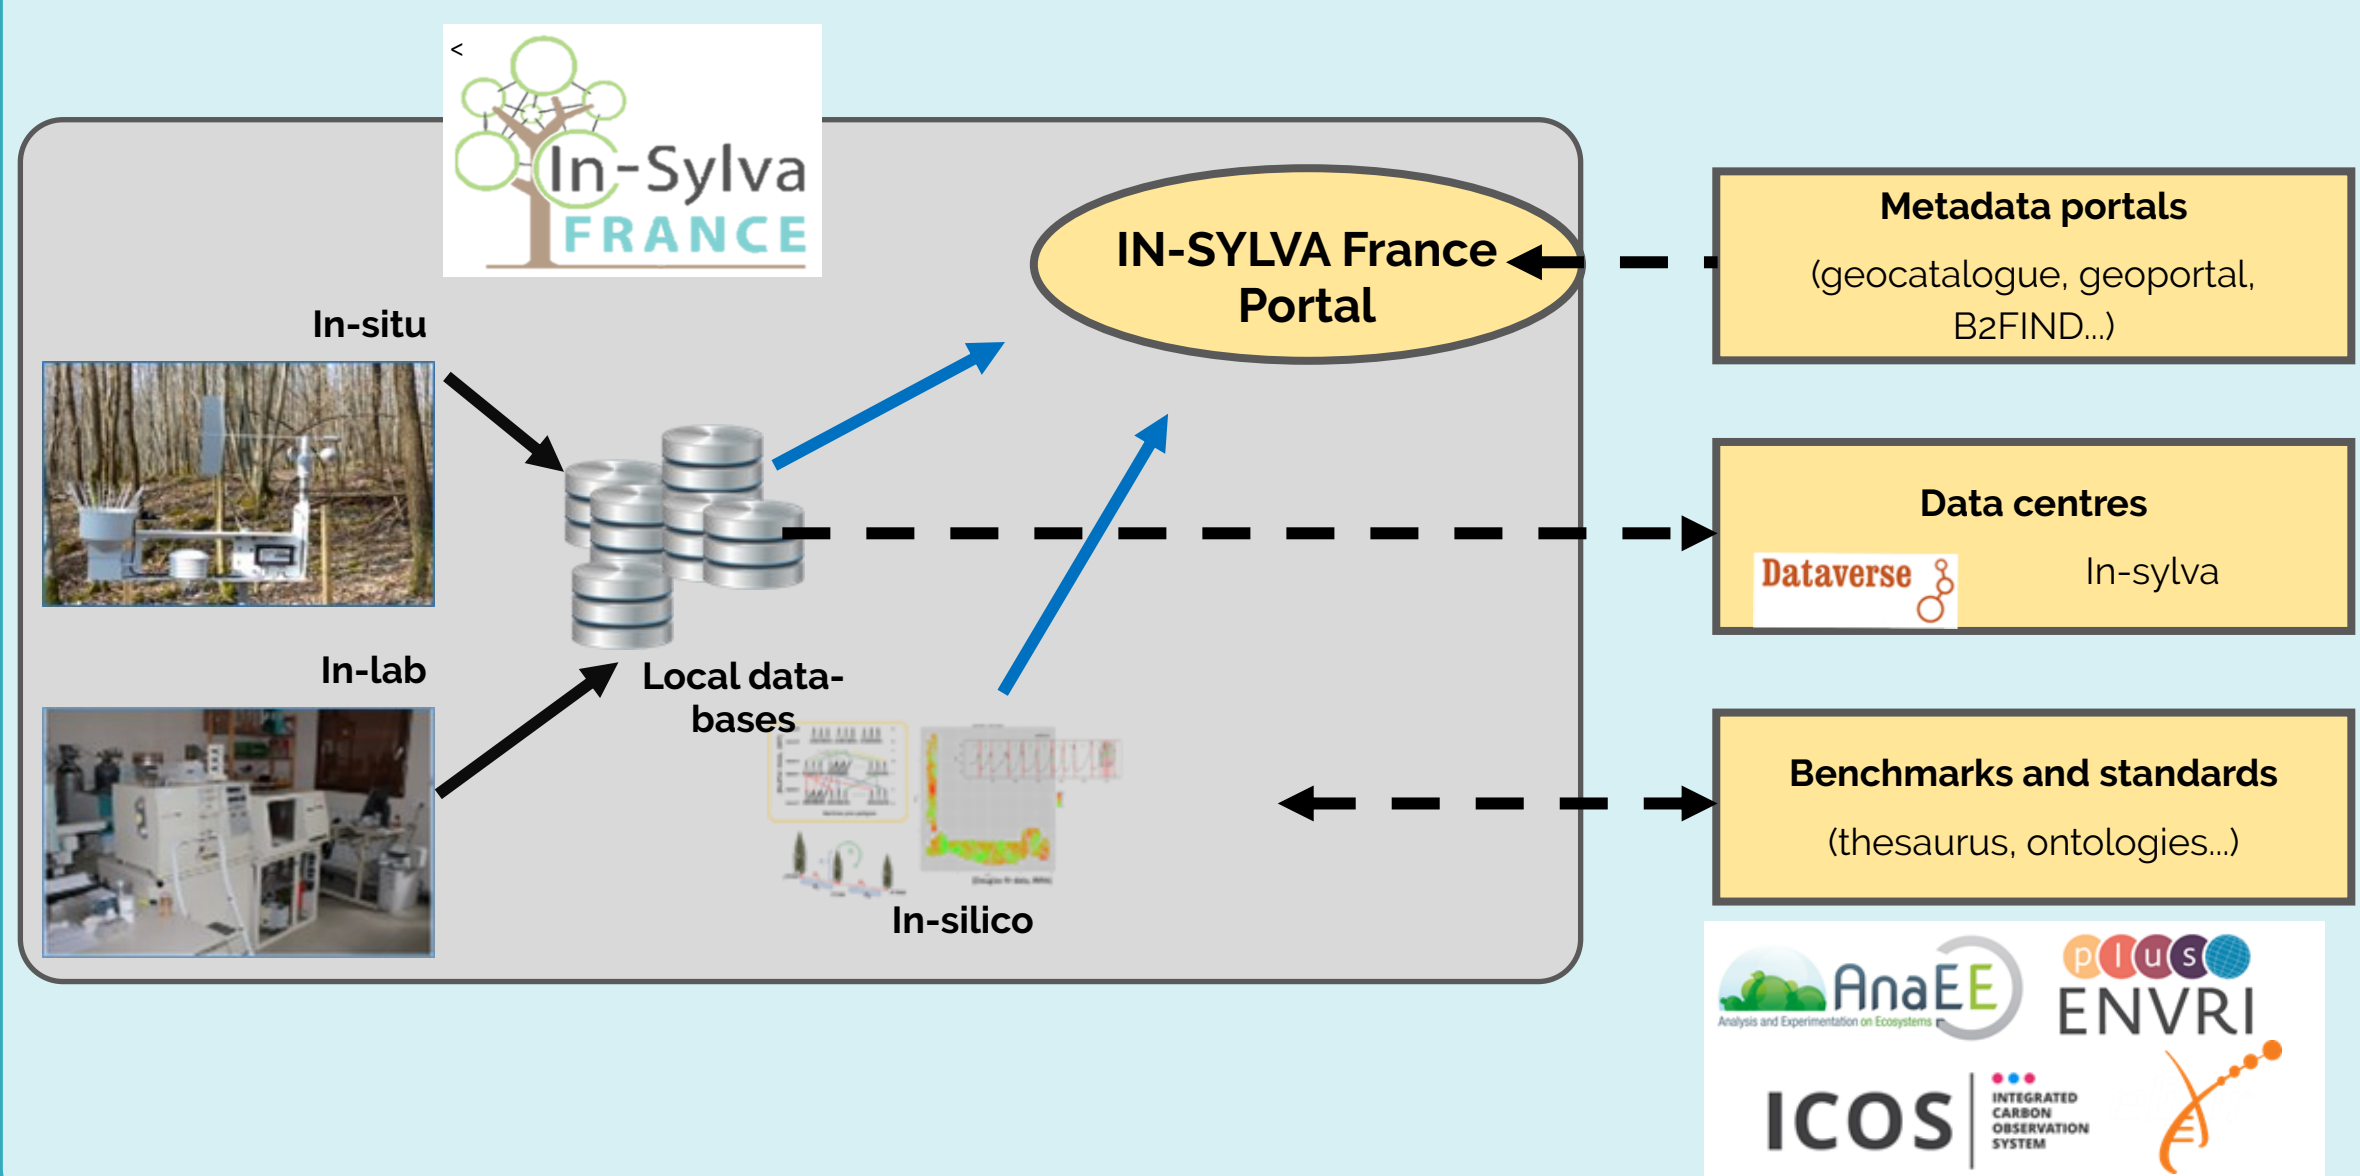 <
In-Sylva
FRANCE
In-situ
In-lab
Local data-
bases
In-silico
IN-SYLVA France
Portal
Metadata portals
(geocatalogue, geoportal,
B2FIND...)
Data centres
Dataverse
In-sylva
Benchmarks and standards
(thesaurus, ontologies...)
AnaEE
Analysis and Experimentation on Ecosystems
plus
ENVRI
ICOS
INTEGRATED
CARBON
OBSERVATION
SYSTEM